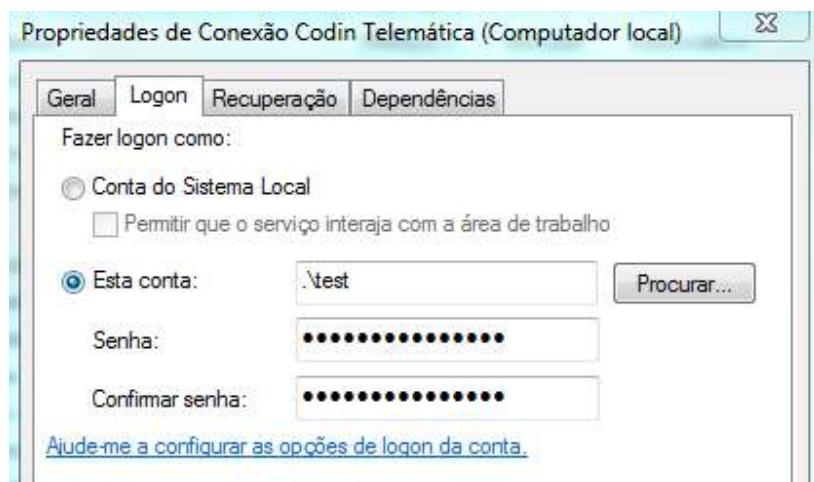 Propriedades de Conexão Codin Telemática (Computador local)
Geral Logon Recuperação Dependências
Fazer logon como:
Conta do Sistema Local
Permitir que o serviço interaja com a área de trabalho
Esta conta: .\test Procurar...
Senha: •••••••••••••••
Confirmar senha: •••••••••••••••
Ajude-me a configurar as opções de logon da conta.